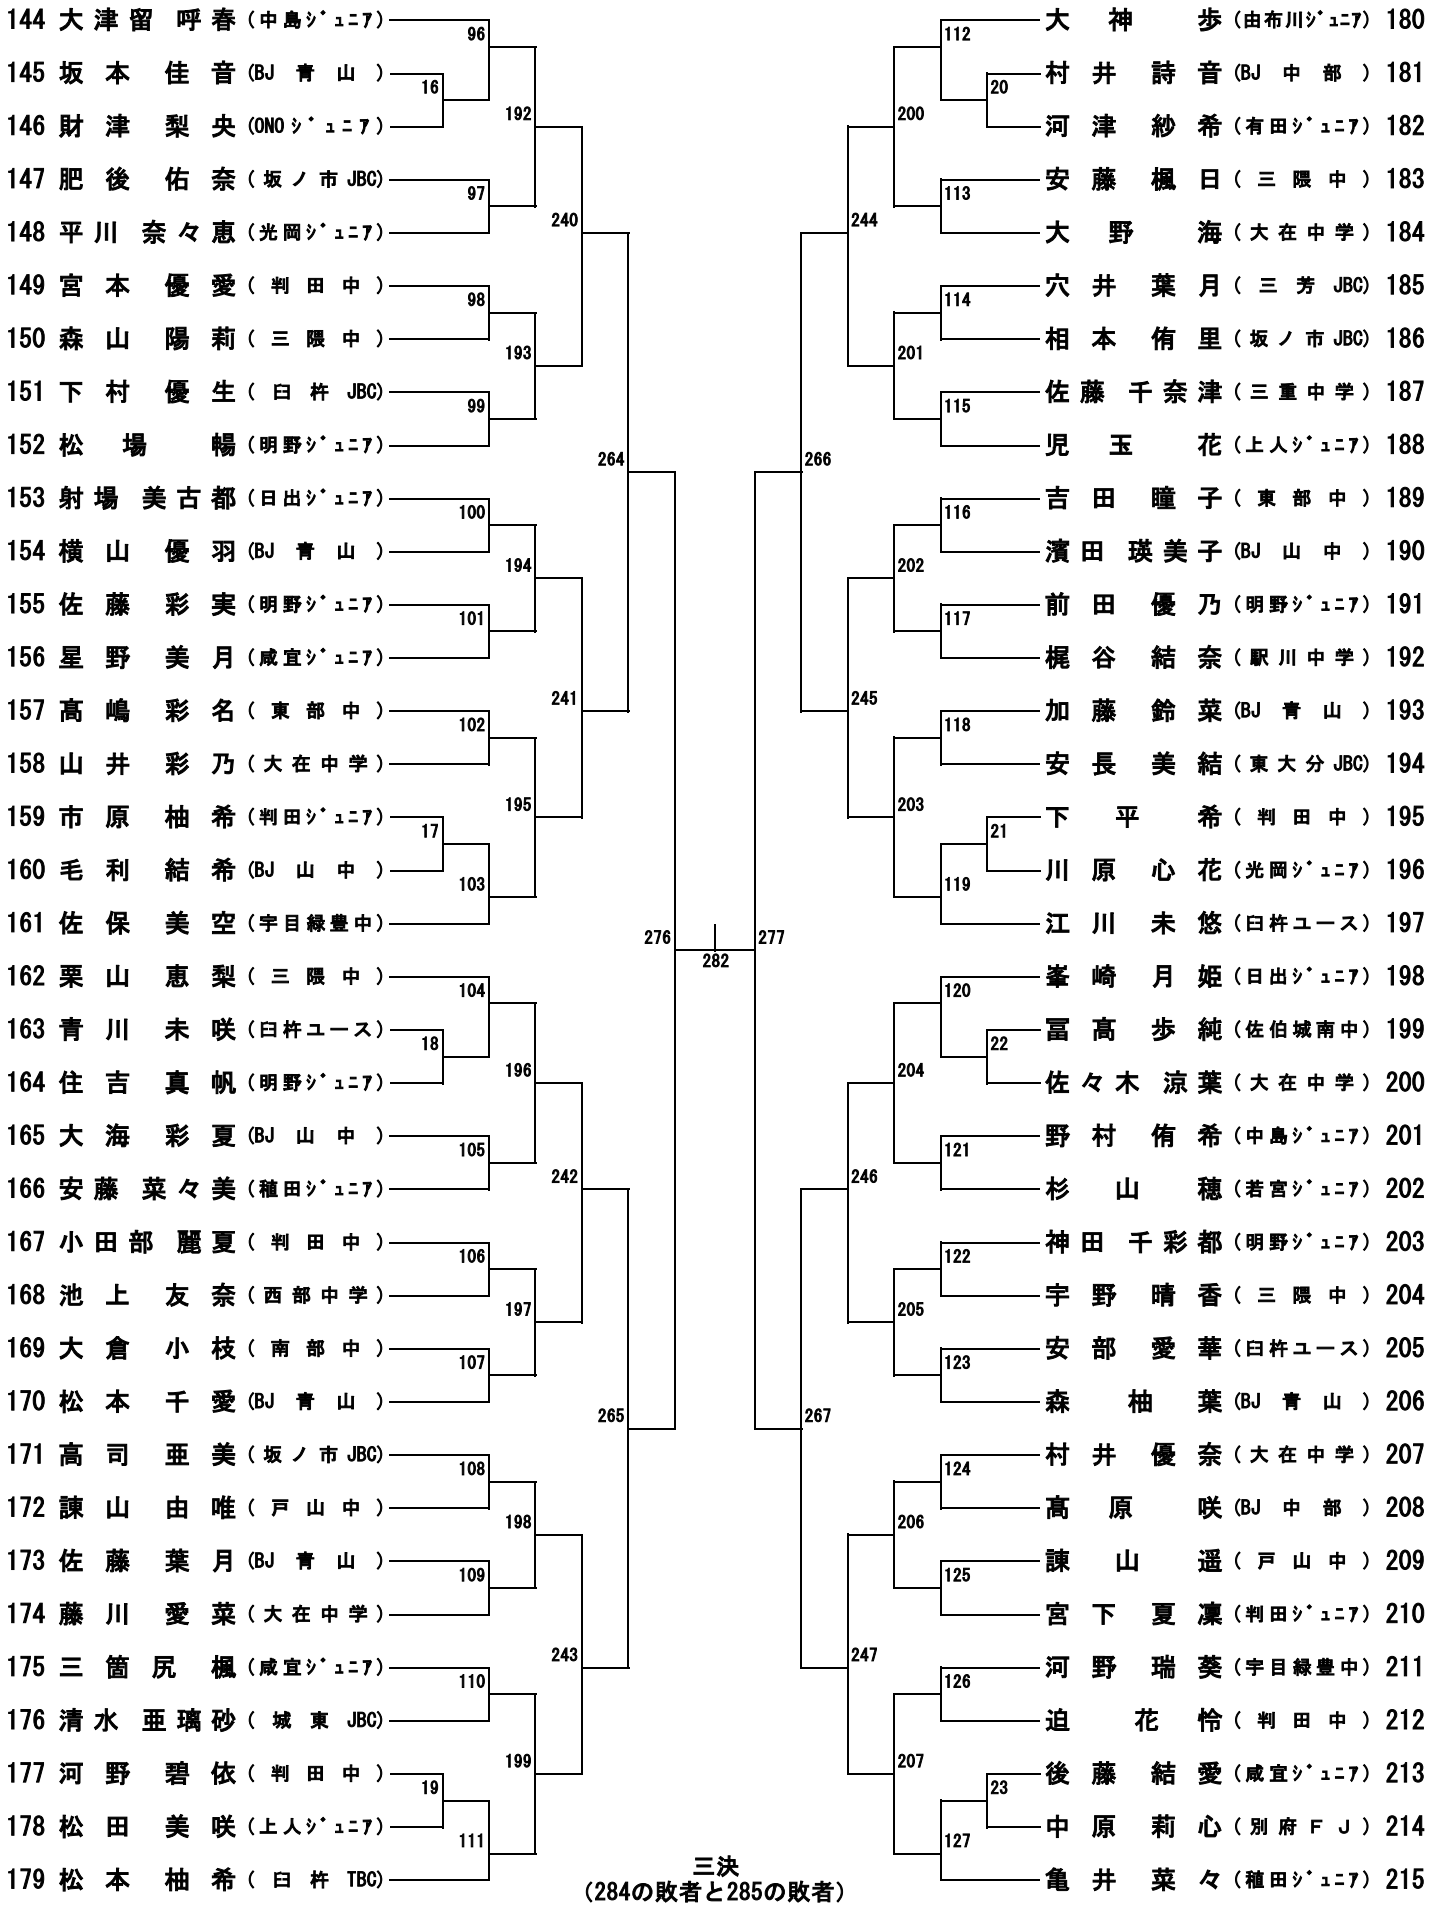 144 大津留 呼春 (中島ｼﾞｭﾆｱ)
96
145 坂本 佳音 (BJ 青山)
16
146 財津 梨央 (ONOｼﾞｭﾆｱ)
192
147 肥後 佑奈 (坂ノ市JBC)
97
148 平川 奈々恵 (光岡ｼﾞｭﾆｱ)
240
149 宮本 優愛 (判田中)
98
150 森山 陽莉 (三隈中)
193
151 下村 優生 (臼杵JBC)
99
152 松場 暢 (明野ｼﾞｭﾆｱ)
264
153 射場 美古都 (日出ｼﾞｭﾆｱ)
100
154 横山 優羽 (BJ 青山)
194
155 佐藤 彩実 (明野ｼﾞｭﾆｱ)
101
156 星野 美月 (咸宜ｼﾞｭﾆｱ)
241
157 髙嶋 彩名 (東部中)
102
158 山井 彩乃 (大在中学)
195
159 市原 柚希 (判田ｼﾞｭﾆｱ)
17
160 毛利 結希 (BJ 山中)
103
161 佐保 美空 (宇目緑豊中)
276
162 栗山 恵梨 (三隈中)
104
163 青川 未咲 (臼杵ユース)
18
164 住吉 真帆 (明野ｼﾞｭﾆｱ)
196
165 大海 彩夏 (BJ 山中)
105
166 安藤 菜々美 (稙田ｼﾞｭﾆｱ)
242
167 小田部 麗夏 (判田中)
106
168 池上 友奈 (西部中学)
197
169 大倉 小枝 (南部中)
107
170 松本 千愛 (BJ 青山)
265
171 高司 亜美 (坂ノ市JBC)
108
172 諌山 由唯 (戸山中)
198
173 佐藤 葉月 (BJ 青山)
109
174 藤川 愛菜 (大在中学)
243
175 三箇尻 楓 (咸宜ｼﾞｭﾆｱ)
110
176 清水 亜璃砂 (城東JBC)
199
177 河野 碧依 (判田中)
19
178 松田 美咲 (上人ｼﾞｭﾆｱ)
111
179 松本 柚希 (臼杵TBC)
282
大神 歩 (由布川ｼﾞｭﾆｱ) 180
112
村井 詩音 (BJ 中部) 181
20
河津 紗希 (有田ｼﾞｭﾆｱ) 182
200
安藤 楓日 (三隈中) 183
113
大野 海 (大在中学) 184
244
穴井 葉月 (三芳JBC) 185
114
相本 侑里 (坂ノ市JBC) 186
201
佐藤 千奈津 (三重中学) 187
115
児玉 花 (上人ｼﾞｭﾆｱ) 188
266
吉田 瞳子 (東部中) 189
116
濱田 瑛美子 (BJ 山中) 190
202
前田 優乃 (明野ｼﾞｭﾆｱ) 191
117
梶谷 結奈 (駅川中学) 192
245
加藤 鈴菜 (BJ 青山) 193
118
安長 美結 (東大分JBC) 194
203
下平 希 (判田中) 195
21
川原 心花 (光岡ｼﾞｭﾆｱ) 196
119
江川 未悠 (臼杵ユース) 197
277
峯崎 月姫 (日出ｼﾞｭﾆｱ) 198
120
冨髙 歩純 (佐伯城南中) 199
22
佐々木 涼葉 (大在中学) 200
204
野村 侑希 (中島ｼﾞｭﾆｱ) 201
121
杉山 穂 (若宮ｼﾞｭﾆｱ) 202
246
神田 千彩都 (明野ｼﾞｭﾆｱ) 203
122
宇野 晴香 (三隈中) 204
205
安部 愛華 (臼杵ユース) 205
123
森 柚葉 (BJ 青山) 206
267
村井 優奈 (大在中学) 207
124
髙原 咲 (BJ 中部) 208
206
諌山 遥 (戸山中) 209
125
宮下 夏凜 (判田ｼﾞｭﾆｱ) 210
247
河野 瑞葵 (宇目緑豊中) 211
126
迫 花怜 (判田中) 212
207
後藤 結愛 (咸宜ｼﾞｭﾆｱ) 213
23
中原 莉心 (別府ＦＪ) 214
127
亀井 菜々 (稙田ｼﾞｭﾆｱ) 215
三決
(284の敗者と285の敗者)